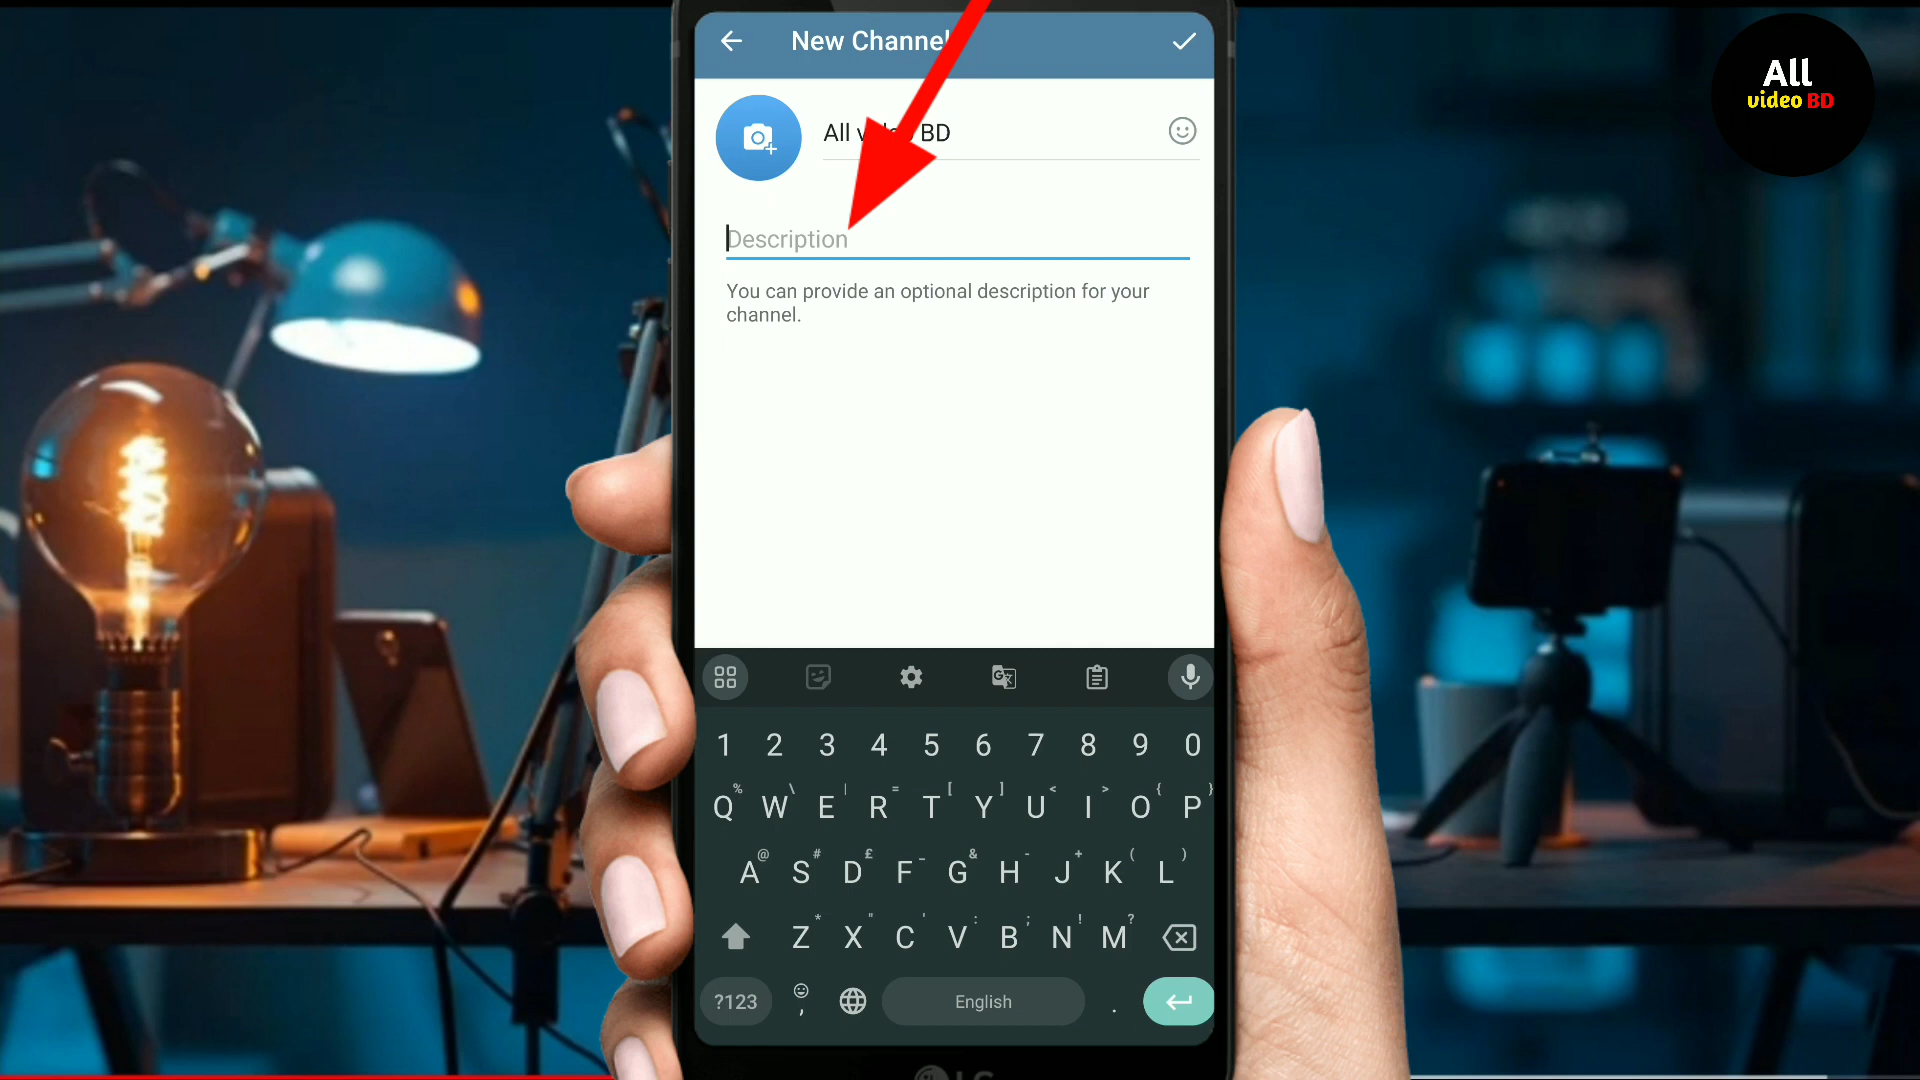 New Channel
All video BD
Description
You can provide an optional description for your
channel.
1 2 3 4 5 6 7 8 9 0
% \ | = [ ] < > { }
Q W E R T Y U I O P
@ # £ _ & - + ( )
A S D F G H J K L
* " ' : ; ! ?
Z X C V B N M
?123 , English .
All
video BD
LG